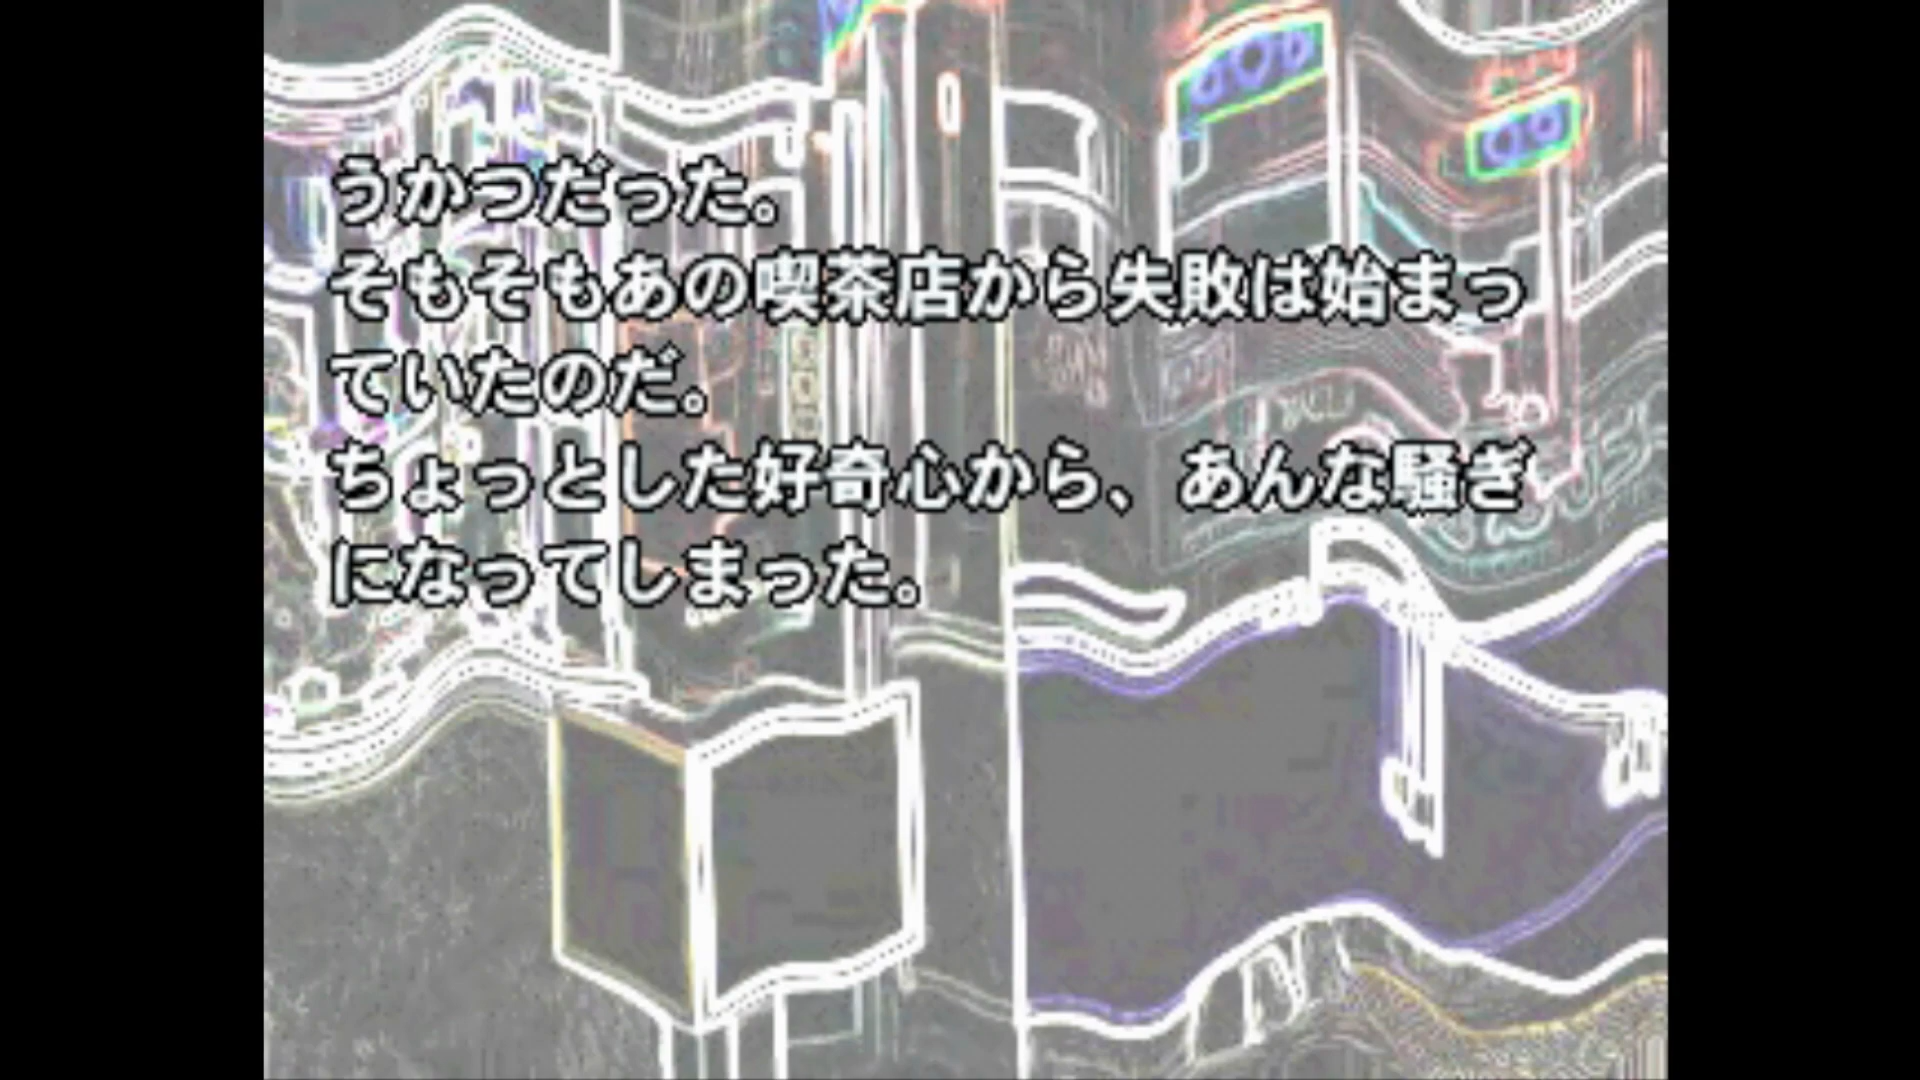 うかつだった。
そもそもあの喫茶店から失敗は始まっ
ていたのだ。
ちょっとした好奇心から、あんな騒ぎ
になってしまった。